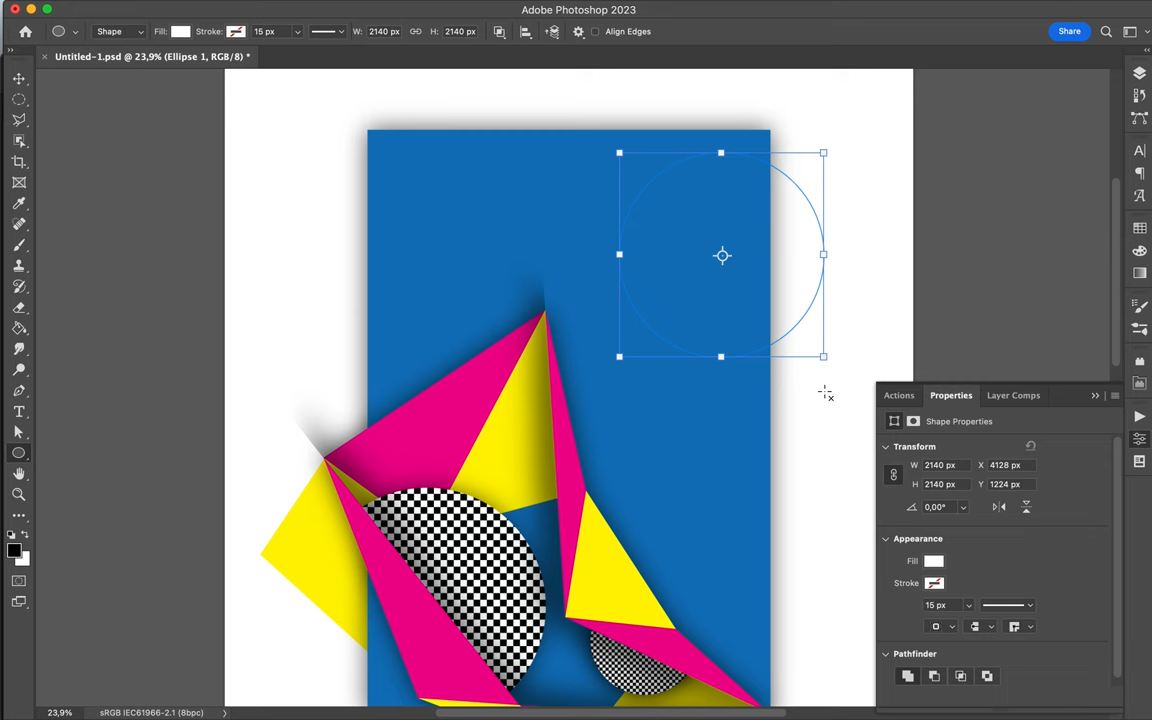 Adobe Photoshop 2023
Shape Fill: Stroke: 15 px W: 2140 px H: 2140 px Align Edges Share
× Untitled-1.psd @ 23,9% (Ellipse 1, RGB/8) *
Actions Properties Layer Comps
Shape Properties
Transform
W 2140 px X 4128 px
H 2140 px Y 1224 px
0,00°
Appearance
Fill
Stroke
15 px
Pathfinder
23,9% sRGB IEC61966-2.1 (8bpc)